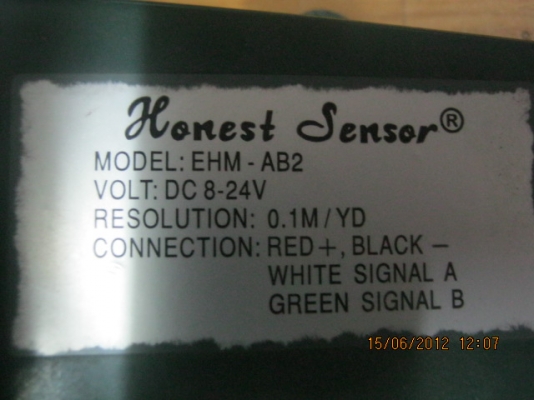 Honest Sensor®
MODEL: EHM - AB2
VOLT: DC 8-24V
RESOLUTION: 0.1M / YD
CONNECTION: RED +, BLACK −
WHITE SIGNAL A
GREEN SIGNAL B
15/06/2012 12:07